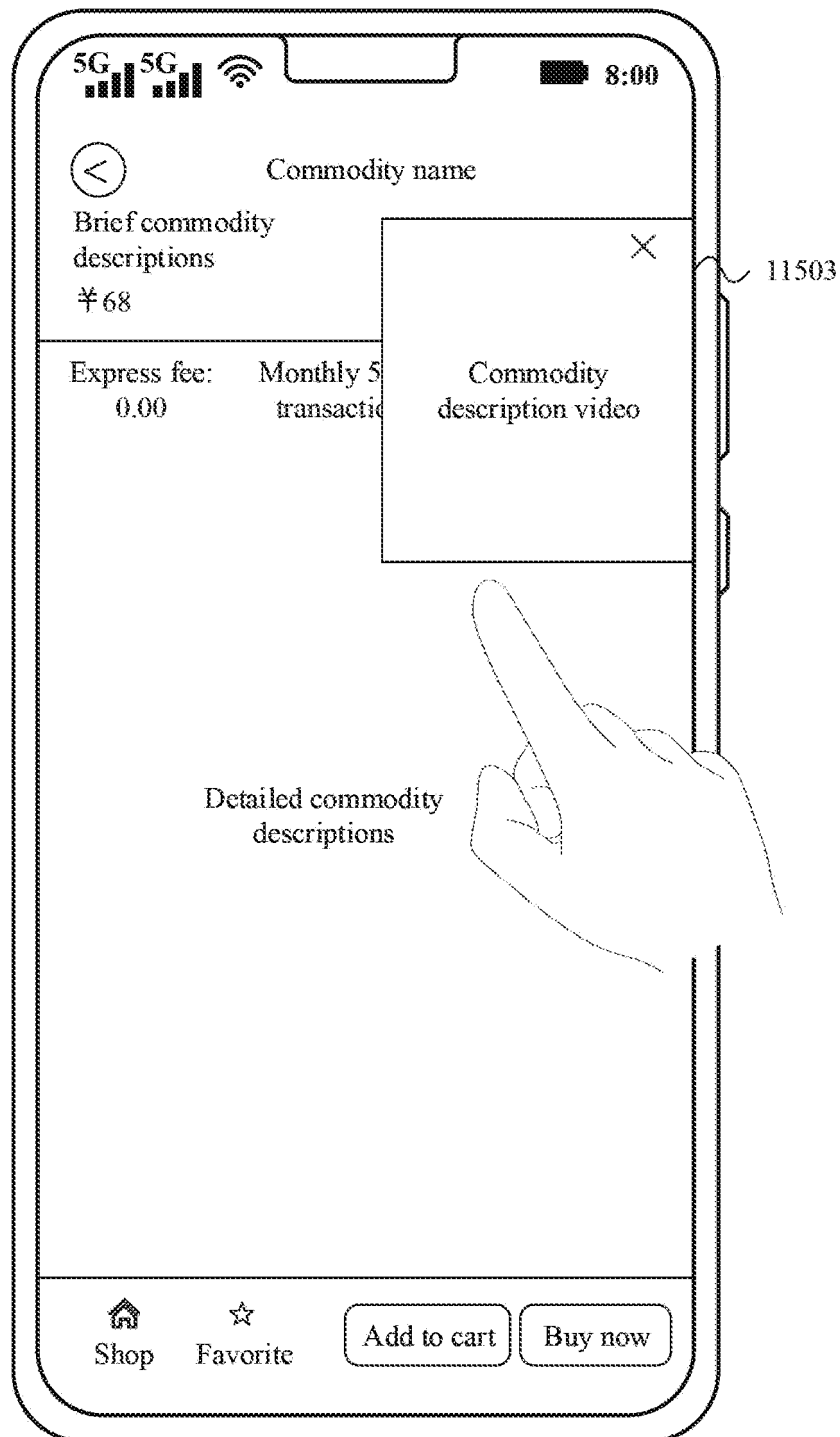 5G 5G 8:00
<
Commodity name
Brief commodity
descriptions
¥68
×
11503
Express fee:
0.00
Monthly 5
transactio
Commodity
description video
Detailed commodity
descriptions
Shop
Favorite
Add to cart
Buy now